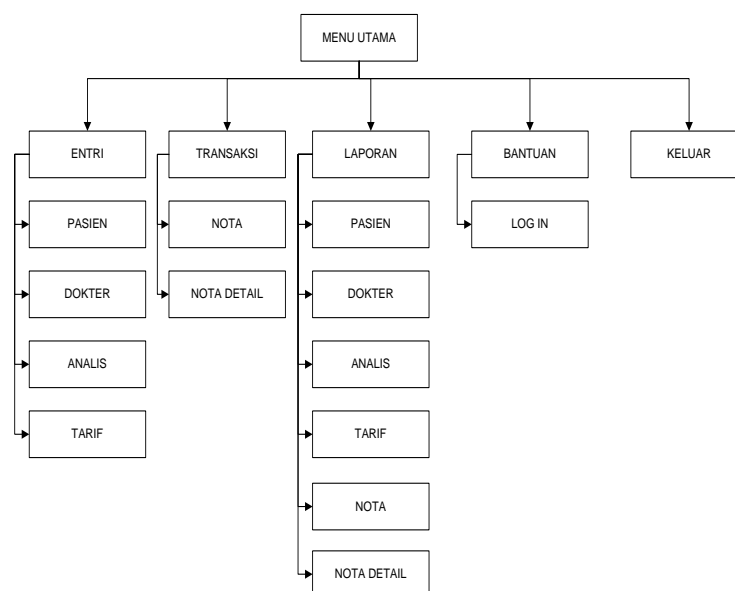 MENU UTAMA
ENTRI
TRANSAKSI
LAPORAN
BANTUAN
KELUAR
PASIEN
NOTA
PASIEN
LOG IN
DOKTER
NOTA DETAIL
DOKTER
ANALIS
ANALIS
TARIF
TARIF
NOTA
NOTA DETAIL